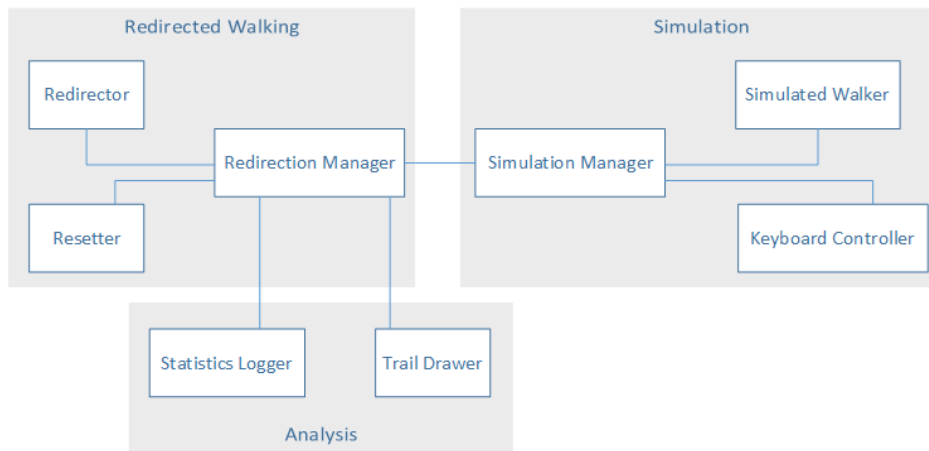 Redirected Walking
Simulation
Redirector
Simulated Walker
Redirection Manager
Simulation Manager
Resetter
Keyboard Controller
Statistics Logger
Trail Drawer
Analysis